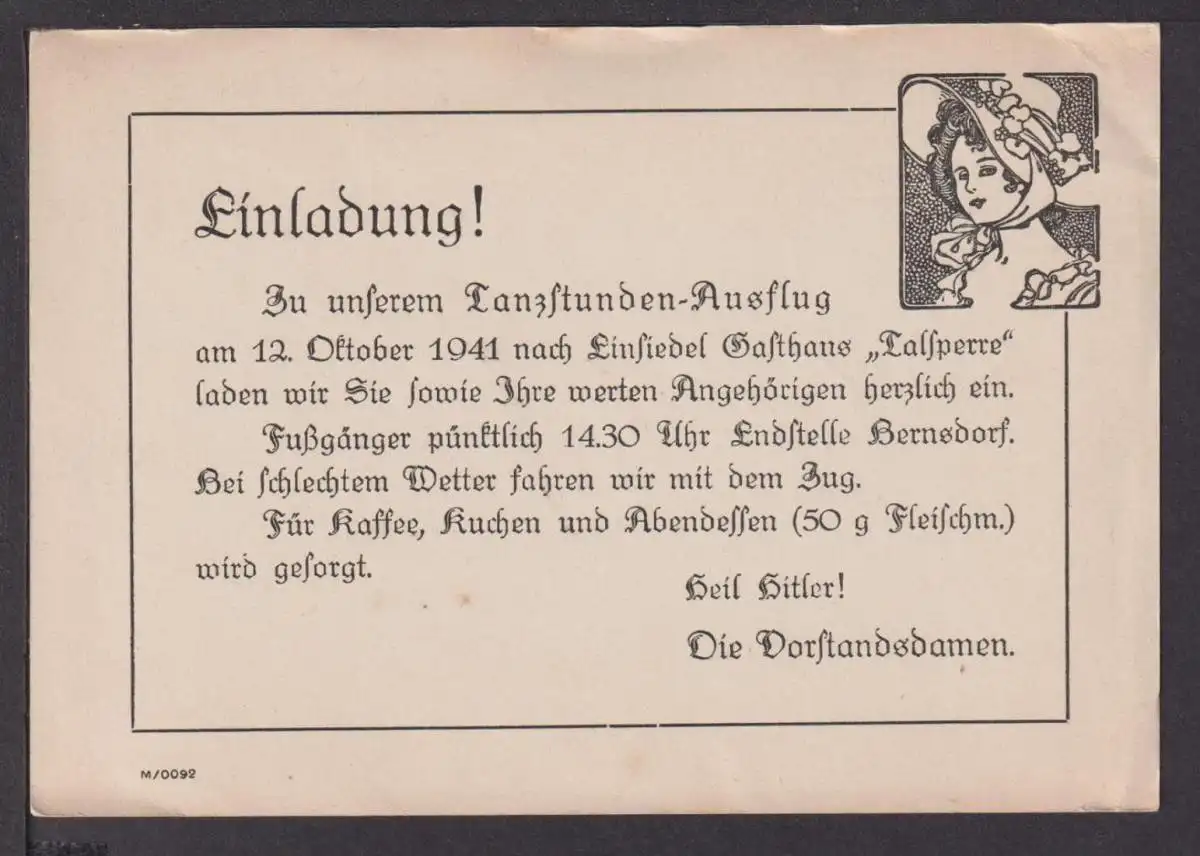 Einladung!
Zu unserem Tanzstunden-Ausflug
am 12. Oktober 1941 nach Einsiedel Gasthaus „Talsperre“
laden wir Sie sowie Ihre werten Angehörigen herzlich ein.
Fußgänger pünktlich 14.30 Uhr Endstelle Bernsdorf.
Bei schlechtem Wetter fahren wir mit dem Zug.
Für Kaffee, Kuchen und Abendessen (50 g Fleischm.)
wird gesorgt.
Heil Hitler!
Die Vorstandsdamen.
M/0092